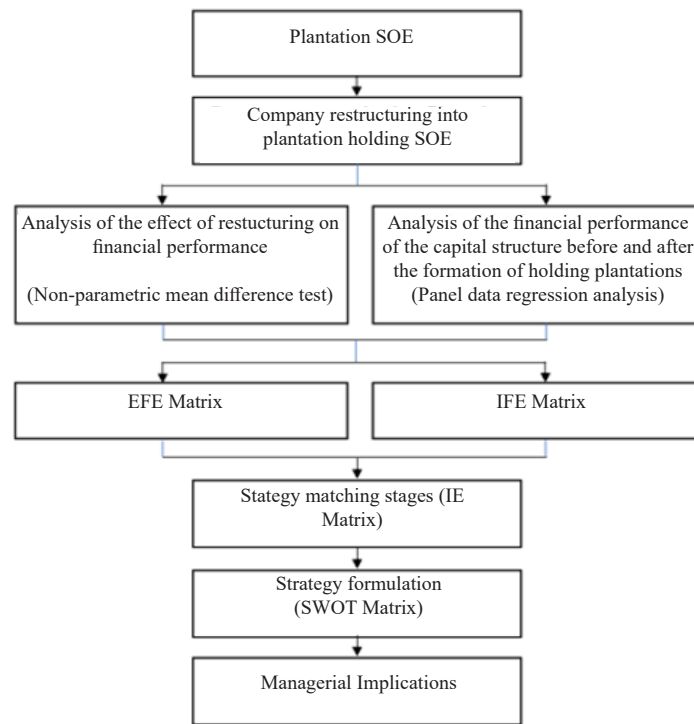 Plantation SOE
Company restructuring into
plantation holding SOE
Analysis of the effect of restucturing on
financial performance
(Non-parametric mean difference test)
Analysis of the financial performance
of the capital structure before and after
the formation of holding plantations
(Panel data regression analysis)
EFE Matrix
IFE Matrix
Stategy matching stages (IE
Matrix)
Strategy formulation
(SWOT Matrix)
Managerial Implications